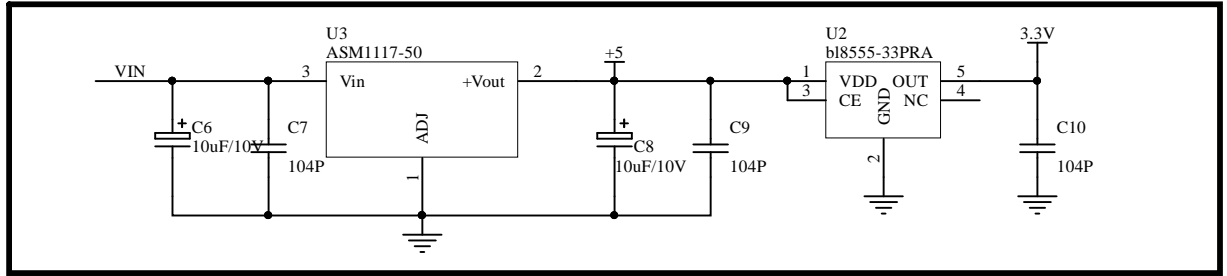 U3
ASM1117-50
U2
bl8555-33PRA
+5
3.3V
VIN
3
Vin
+Vout
2
1
VDD
OUT
5
3
CE
NC
4
GND
ADJ
+
C6
10uF/10V
C7
104P
+
C8
10uF/10V
C9
104P
C10
104P
1
2